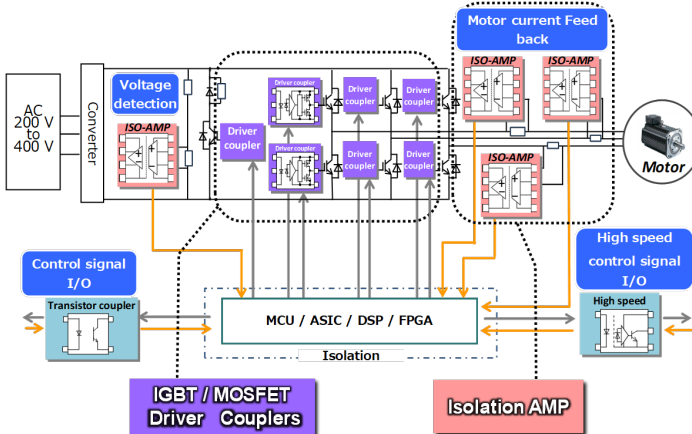 Motor current Feed
back
ISO-AMP
ISO-AMP
Voltage
detection
ISO-AMP
AC
200 V
to
400 V
Converter
Driver
coupler
Driver coupler
Driver
coupler
Driver
coupler
Driver coupler
Driver
coupler
Driver
coupler
ISO-AMP
Motor
Control signal
I/O
High speed
control signal
I/O
Transistor coupler
MCU / ASIC / DSP / FPGA
High speed
Isolation
IGBT / MOSFET
Driver Couplers
Isolation AMP